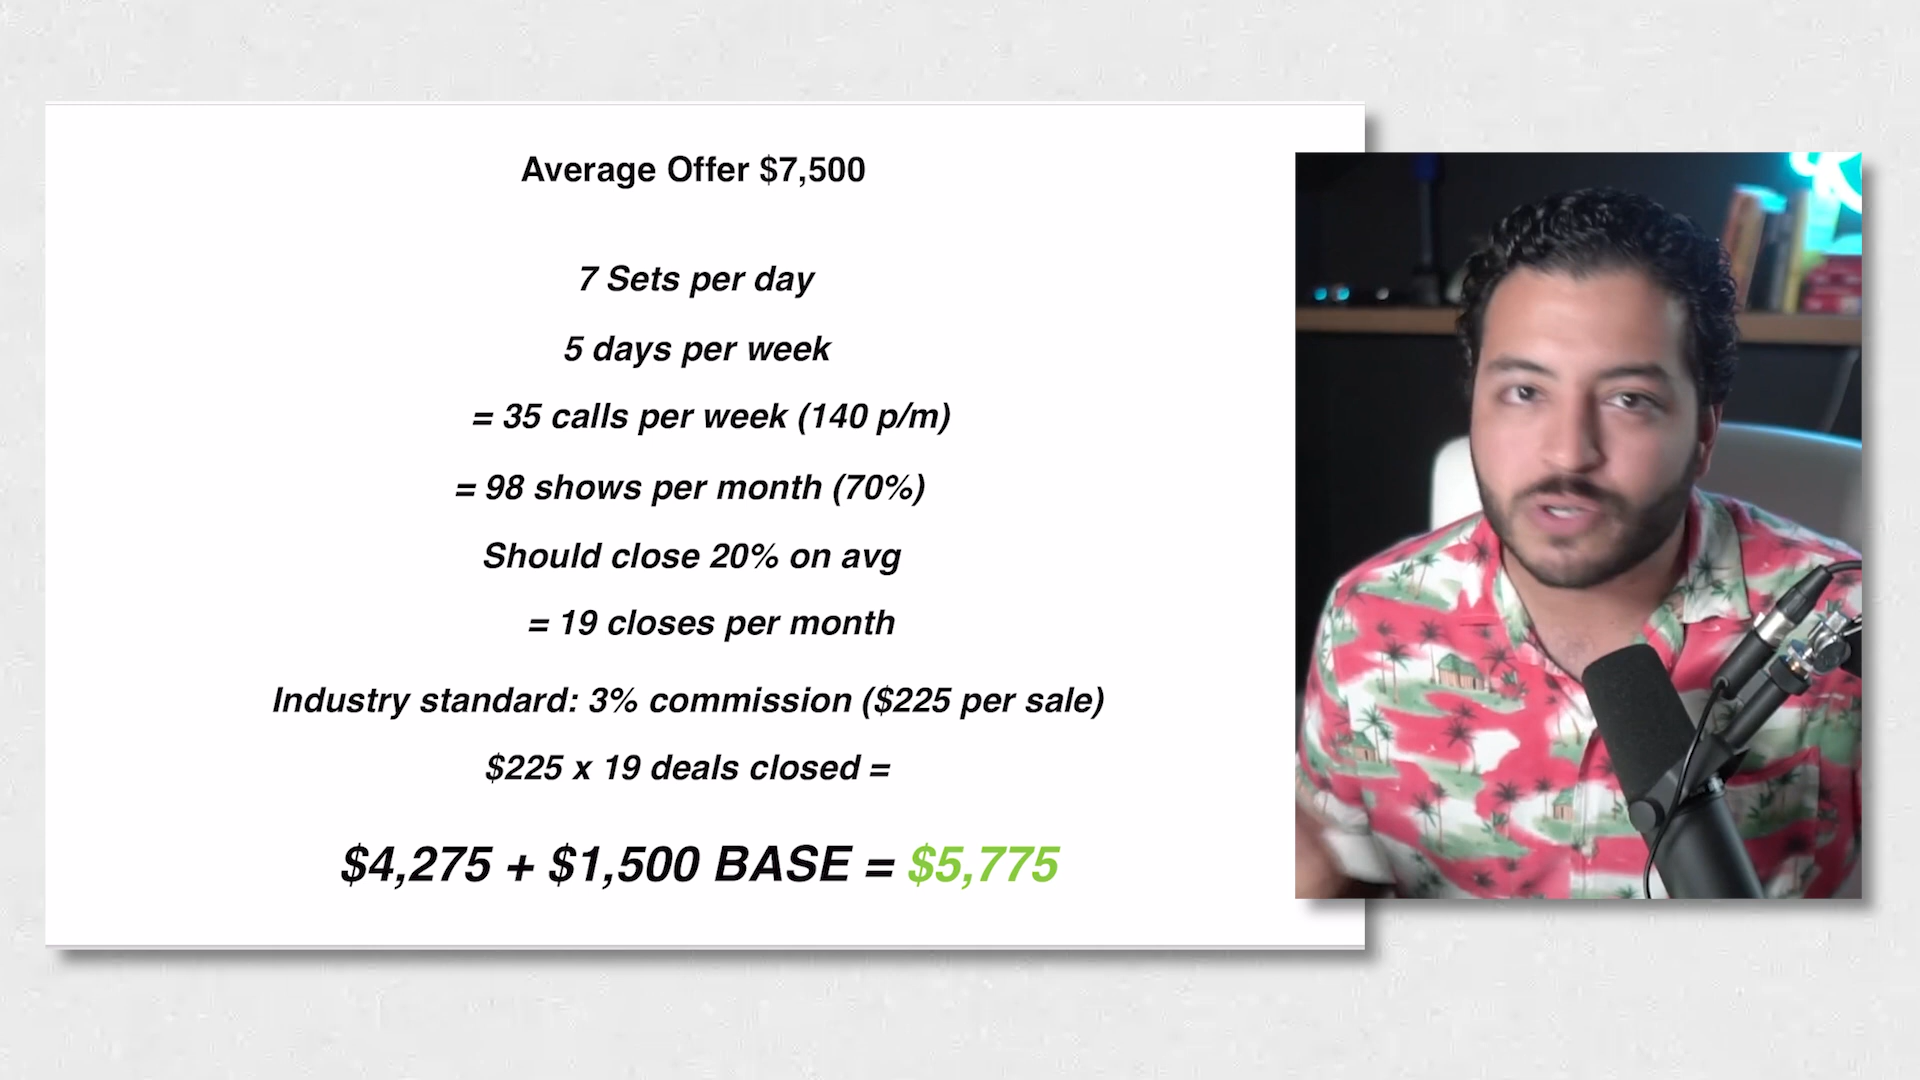 Average Offer $7,500
7 Sets per day
5 days per week
= 35 calls per week (140 p/m)
= 98 shows per month (70%)
Should close 20% on avg
= 19 closes per month
Industry standard: 3% commission ($225 per sale)
$225 x 19 deals closed =
$4,275 + $1,500 BASE = $5,775